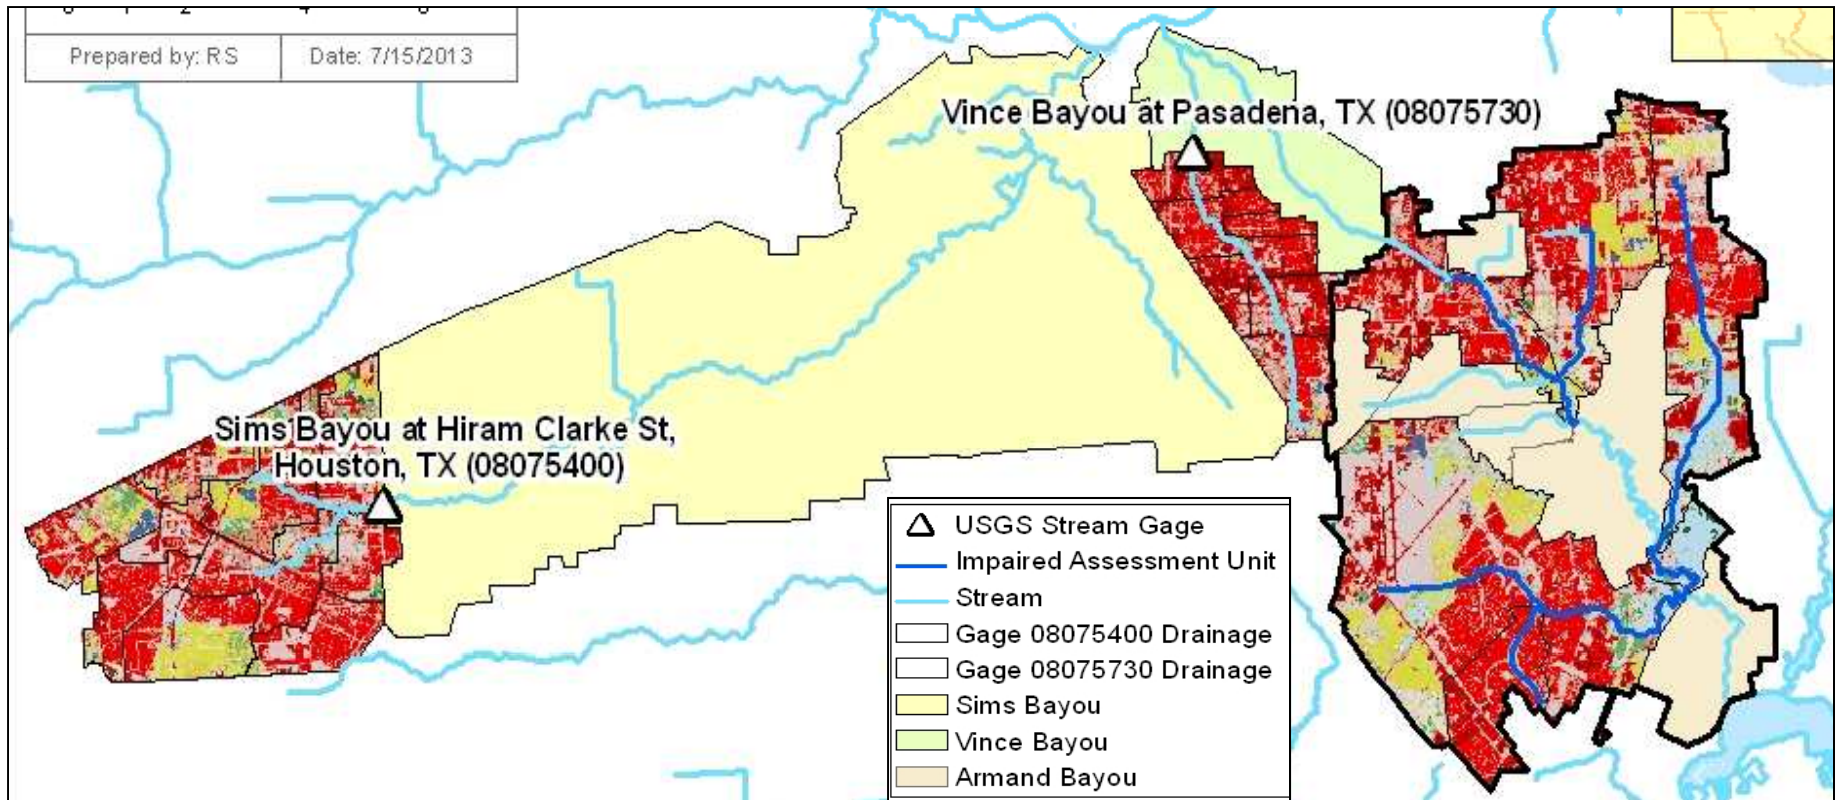 Prepared by: RS
Date: 7/15/2013
Vince Bayou at Pasadena, TX (08075730)
Sims Bayou at Hiram Clarke St,
Houston, TX (08075400)
USGS Stream Gage
Impaired Assessment Unit
Stream
Gage 08075400 Drainage
Gage 08075730 Drainage
Sims Bayou
Vince Bayou
Armand Bayou